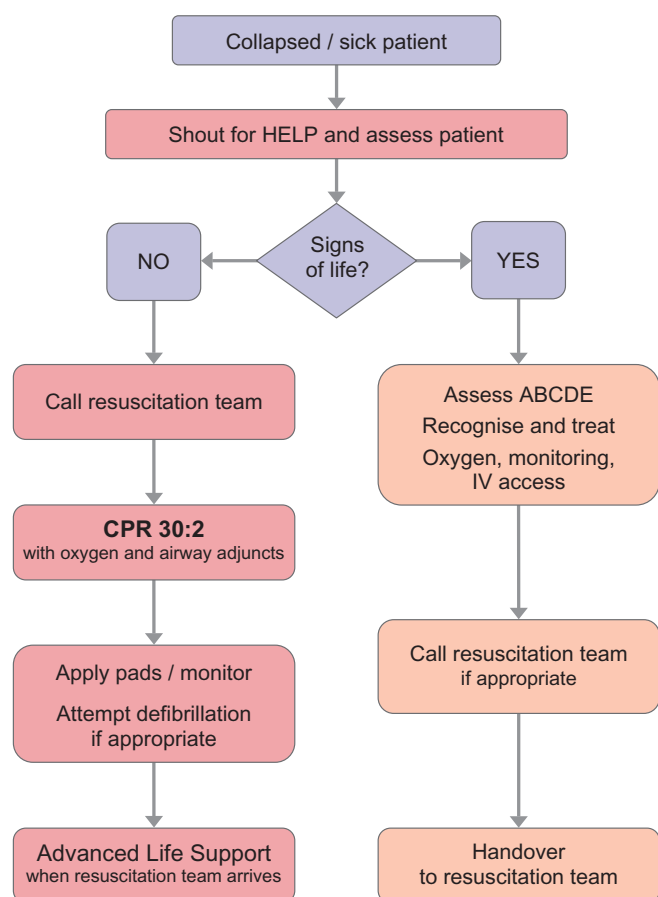 Collapsed / sick patient
Shout for HELP and assess patient
Signs
of life?
NO
YES
Call resuscitation team
CPR 30:2
with oxygen and airway adjuncts
Apply pads / monitor
Attempt defibrillation
if appropriate
Advanced Life Support
when resuscitation team arrives
Assess ABCDE
Recognise and treat
Oxygen, monitoring,
IV access
Call resuscitation team
if appropriate
Handover
to resuscitation team